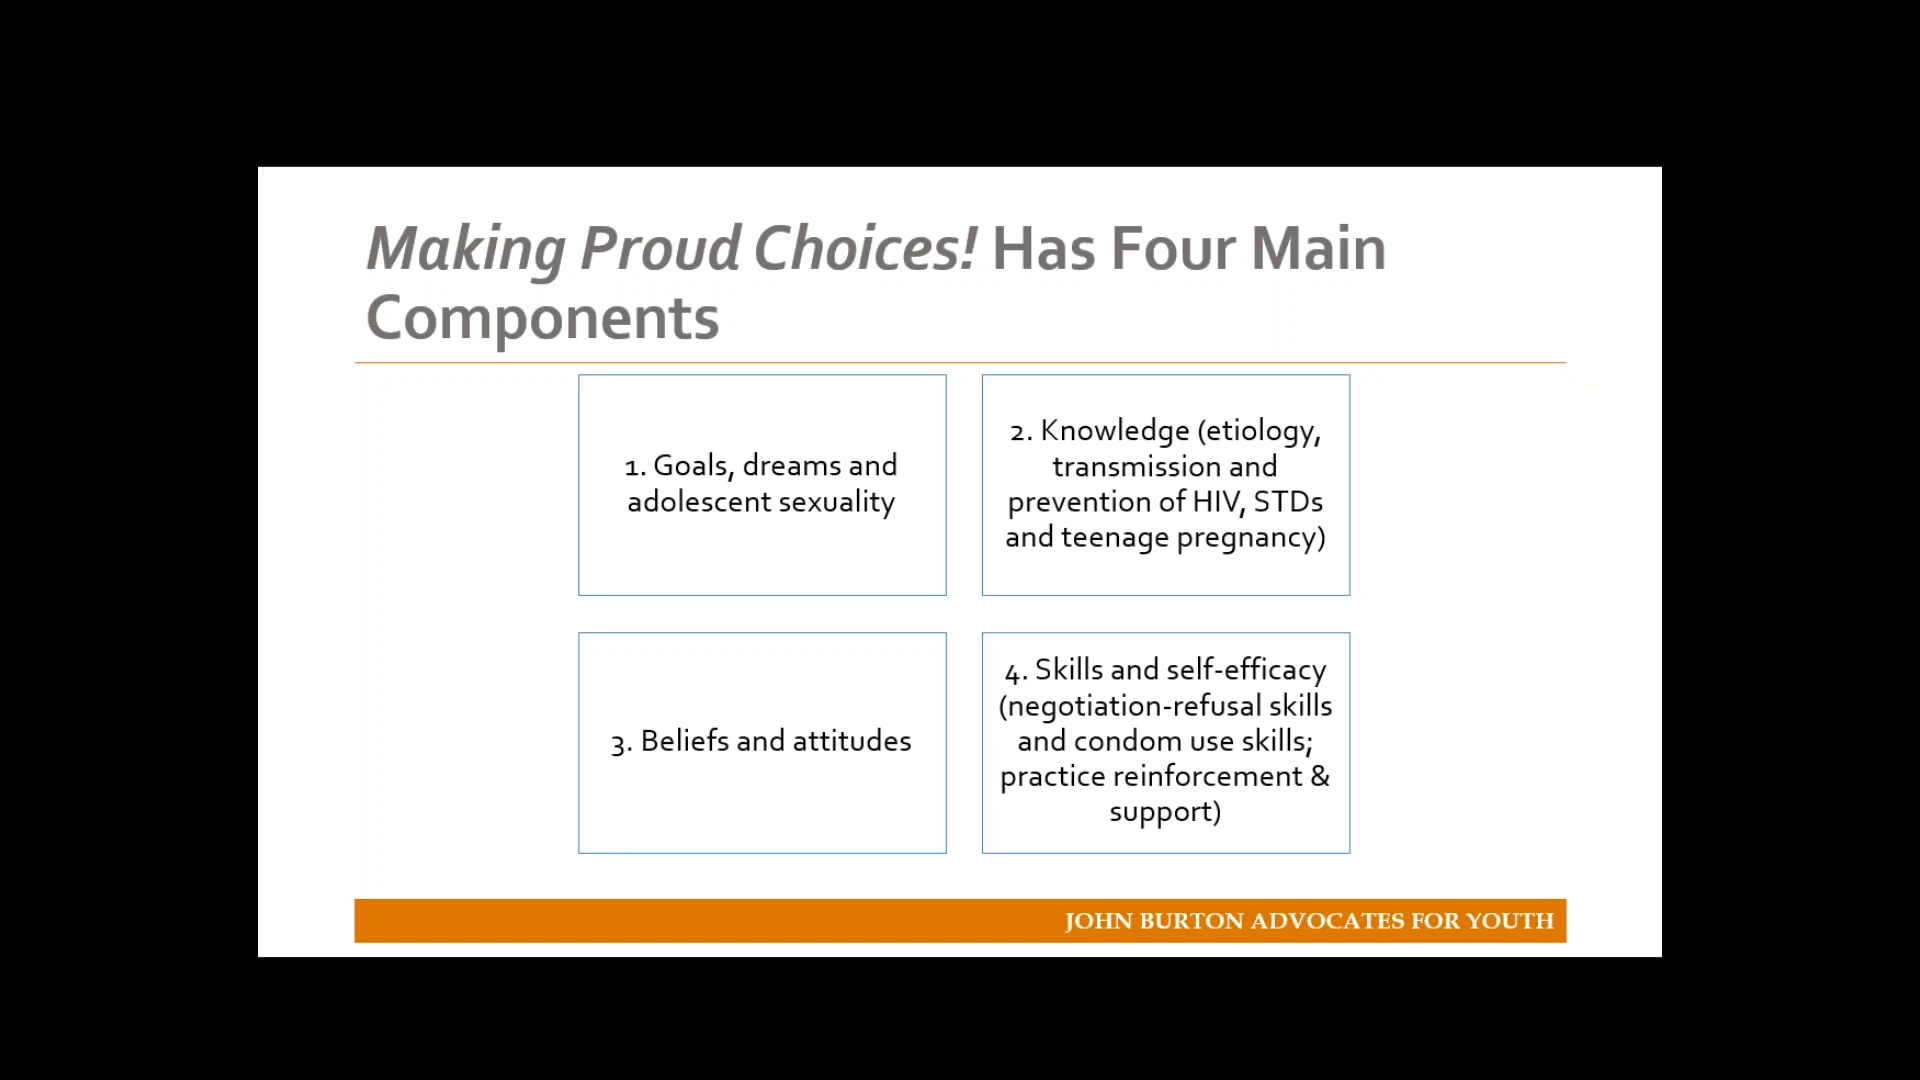 Making Proud Choices! Has Four Main
Components
1. Goals, dreams and
adolescent sexuality
2. Knowledge (etiology,
transmission and
prevention of HIV, STDs
and teenage pregnancy)
3. Beliefs and attitudes
4. Skills and self-efficacy
(negotiation-refusal skills
and condom use skills;
practice reinforcement &
support)
JOHN BURTON ADVOCATES FOR YOUTH